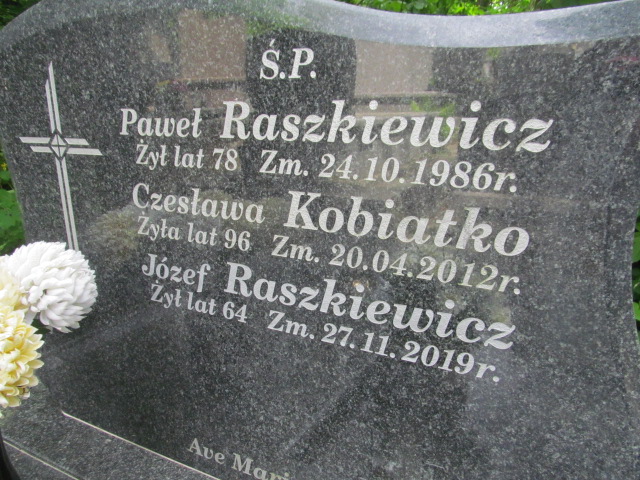 Ś.P.
Paweł Raszkiewicz
Żył lat 78 Zm. 24.10.1986r.
Czesława Kobiatko
Żyła lat 96 Zm. 20.04.2012r.
Józef Raszkiewicz
Żył lat 64 Zm. 27.11.2019r.
Ave Mari